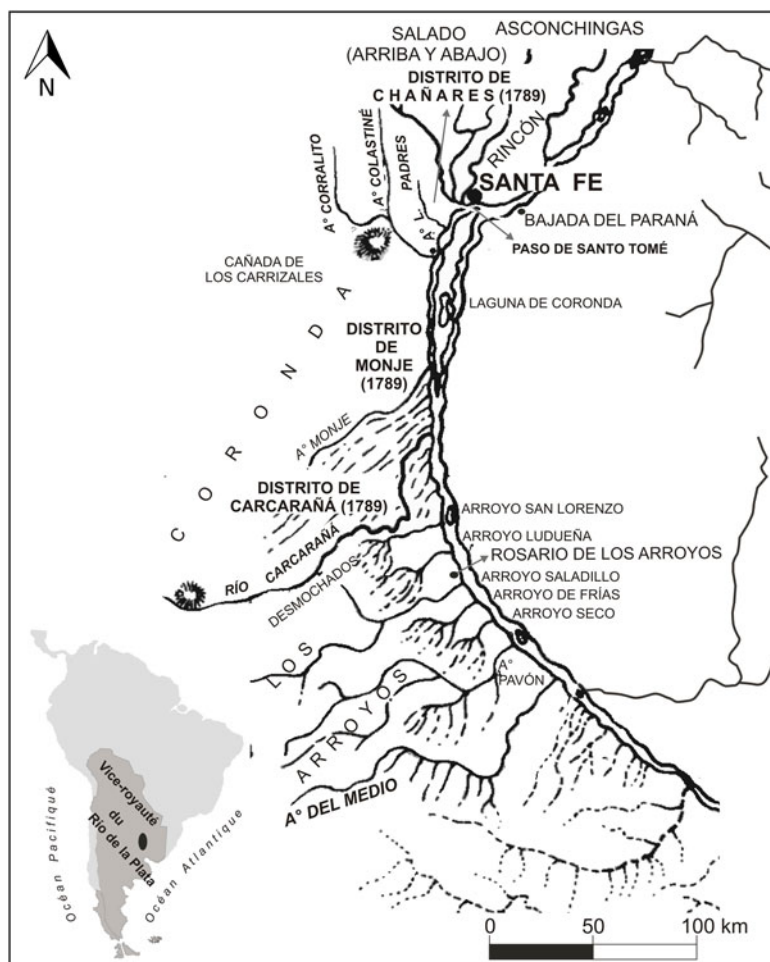 ASCONCHINGAS
SALADO
(ARRIBA Y ABAJO)
DISTRITO DE
CHAÑARES (1789)
N
RINCÓN
A° CORRALITO
A° COLASTINÉ
A° L. PADRES
SANTA FE
BAJADA DEL PARANÁ
PASO DE SANTO TOMÉ
CAÑADA DE
LOS CARRIZALES
CORONDA
LAGUNA DE CORONDA
DISTRITO
DE
MONJE
(1789)
A° MONJE
DISTRITO DE
CARCARAÑÁ (1789)
RÍO CARCARAÑÁ
ARROYO SAN LORENZO
ARROYO LUDUEÑA
ROSARIO DE LOS ARROYOS
DESMOCHADOS
ARROYO SALADILLO
ARROYO DE FRÍAS
ARROYO SECO
LOS
ARROYOS
A°
PAVÓN
A° DEL MEDIO
Vice-royauté
du
Río de la Plata
Océan Pacifiqué
Océan Atlantique
0 50 100 km